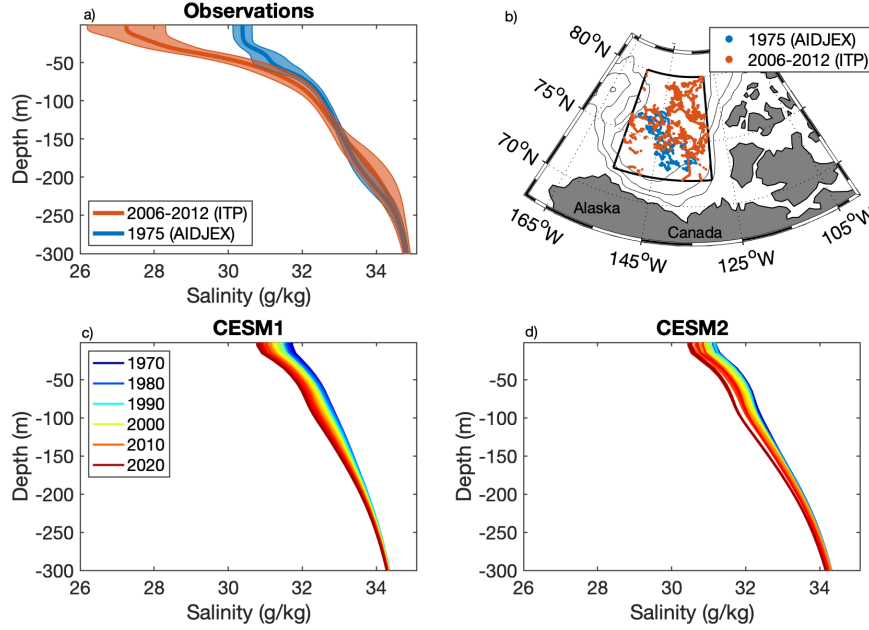 a)
Observations
-50
-100
-150
-200
-250
-300
Depth (m)
2006-2012 (ITP)
1975 (AIDJEX)
26
28
30
32
34
Salinity (g/kg)
b)
1975 (AIDJEX)
2006-2012 (ITP)
80°N
75°N
70°N
Alaska
Canada
165°W
145°W
125°W
105°W
c)
CESM1
1970
1980
1990
2000
2010
2020
-50
-100
-150
-200
-250
-300
Depth (m)
26
28
30
32
34
Salinity (g/kg)
d)
CESM2
-50
-100
-150
-200
-250
-300
Depth (m)
26
28
30
32
34
Salinity (g/kg)